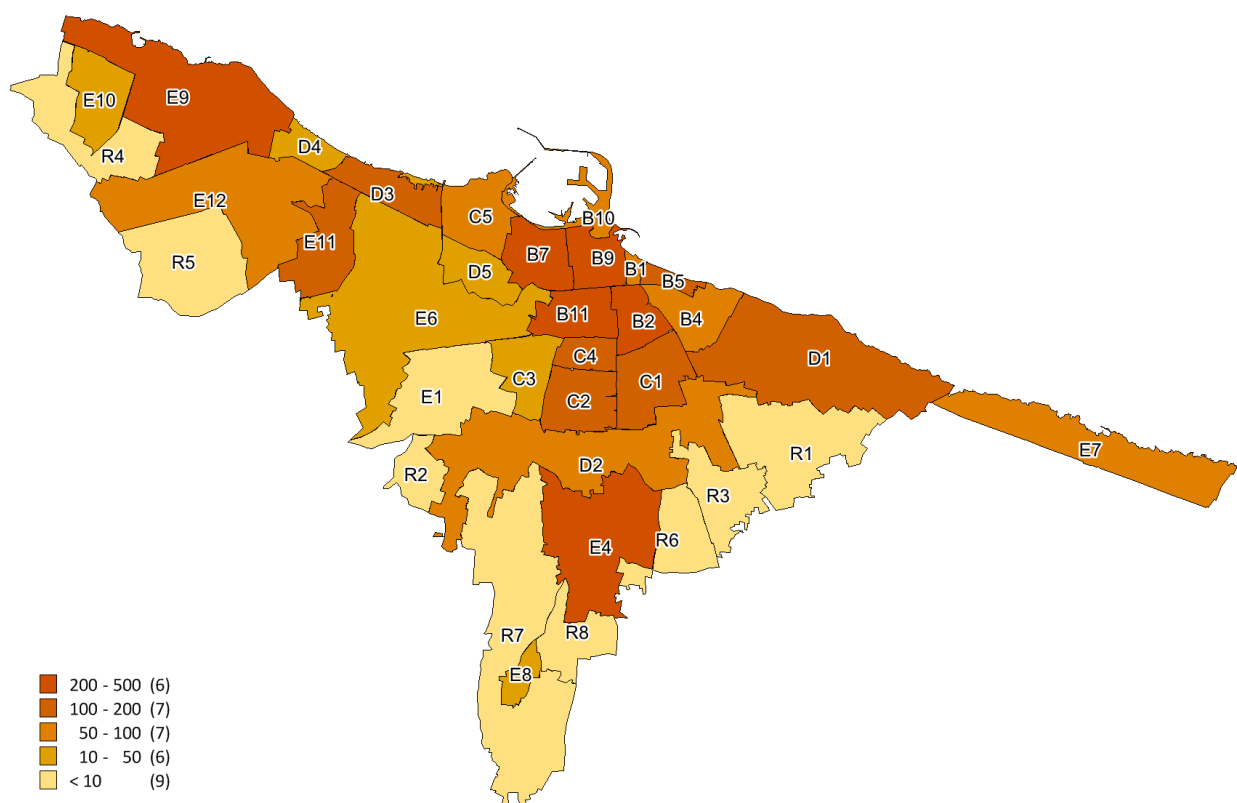 E9
E10
D4
R4
D3
E12
C5
B10
E11
B7
B9
R5
D5
B1
B5
E6
B11
B2
B4
D1
C4
C3
C1
E1
C2
E7
R1
D2
R2
R3
E4
R6
R7
R8
E8
200 - 500 (6)
100 - 200 (7)
50 - 100 (7)
10 - 50 (6)
< 10 (9)